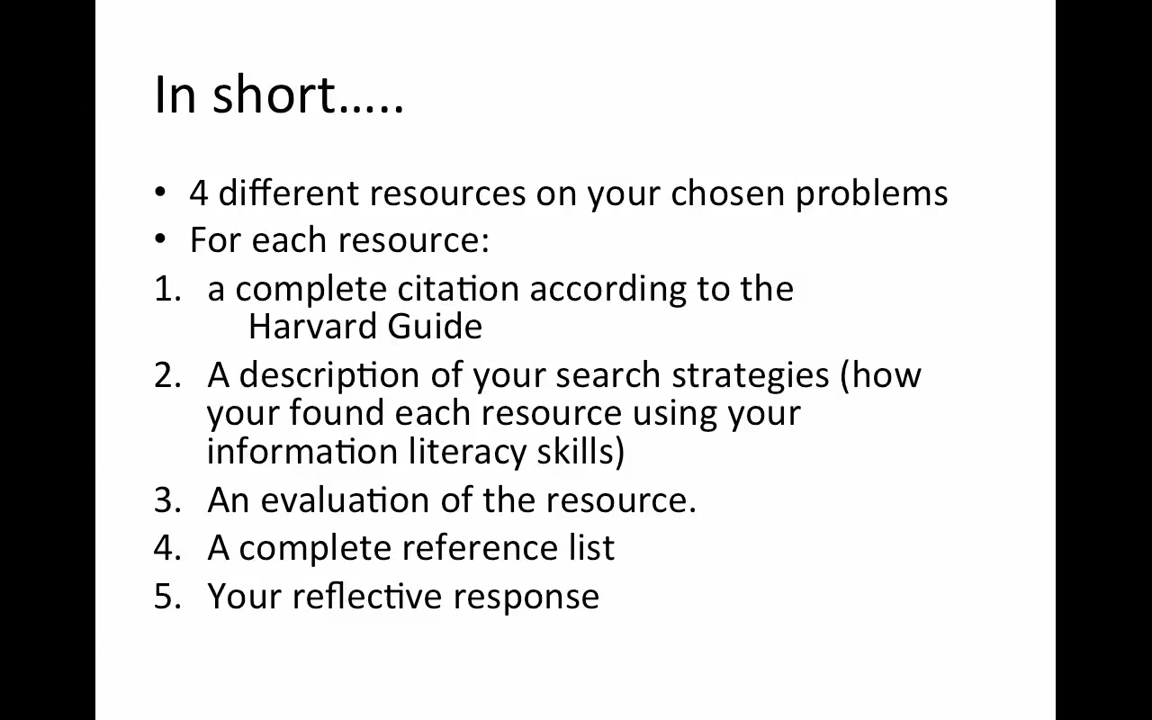 In short.....
• 4 different resources on your chosen problems
• For each resource:
1. a complete citation according to the
Harvard Guide
2. A description of your search strategies (how
your found each resource using your
information literacy skills)
3. An evaluation of the resource.
4. A complete reference list
5. Your reflective response